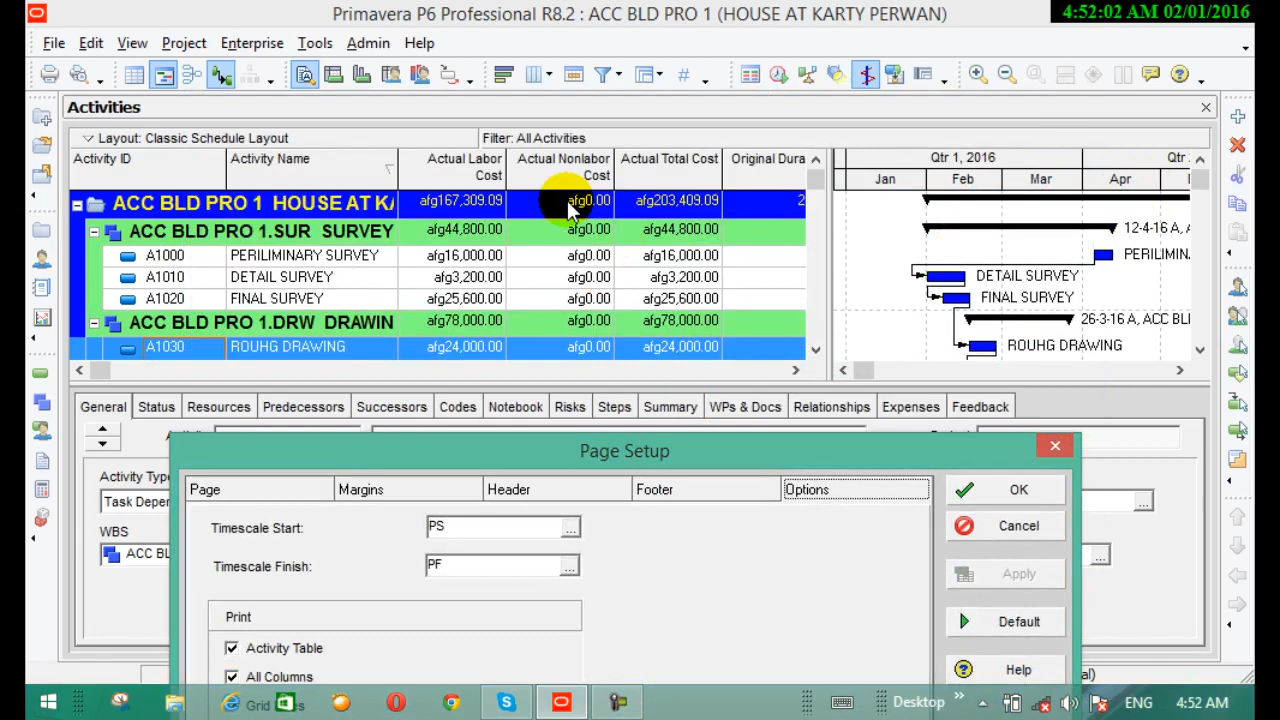 Primavera P6 Professional R8.2 : ACC BLD PRO 1 (HOUSE AT KARTY PERWAN)
4:52:02 AM 02/01/2016
File Edit View Project Enterprise Tools Admin Help
Activities
Layout: Classic Schedule Layout Filter: All Activities
Activity ID Activity Name Actual Labor Cost Actual Nonlabor Cost Actual Total Cost Original Dura
Qtr 1, 2016 Qt
Jan Feb Mar Apr
ACC BLD PRO 1 HOUSE AT KA afg167,309.09 afg0.00 afg203,409.09 2
ACC BLD PRO 1.SUR SURVEY afg44,800.00 afg0.00 afg44,800.00 12-4-16 A, A
A1000 PERILIMINARY SURVEY afg16,000.00 afg0.00 afg16,000.00 PERILIMIN
A1010 DETAIL SURVEY afg3,200.00 afg0.00 afg3,200.00 DETAIL SURVEY
A1020 FINAL SURVEY afg25,600.00 afg0.00 afg25,600.00 FINAL SURVEY
ACC BLD PRO 1.DRW DRAWIN afg78,000.00 afg0.00 afg78,000.00 26-3-16 A, ACC BLI
A1030 ROUHG DRAWING afg24,000.00 afg0.00 afg24,000.00 ROUHG DRAWING
General Status Resources Predecessors Successors Codes Notebook Risks Steps Summary WPs & Docs Relationships Expenses Feedback
Page Setup
Activity Typ
Task Deper
WBS
ACC BL
Page Margins Header Footer Options
OK
Timescale Start: PS
Cancel
Timescale Finish: PF
Apply
Print
Default
Activity Table
Help
All Columns
al)
Grid
Desktop
ENG
4:52 AM